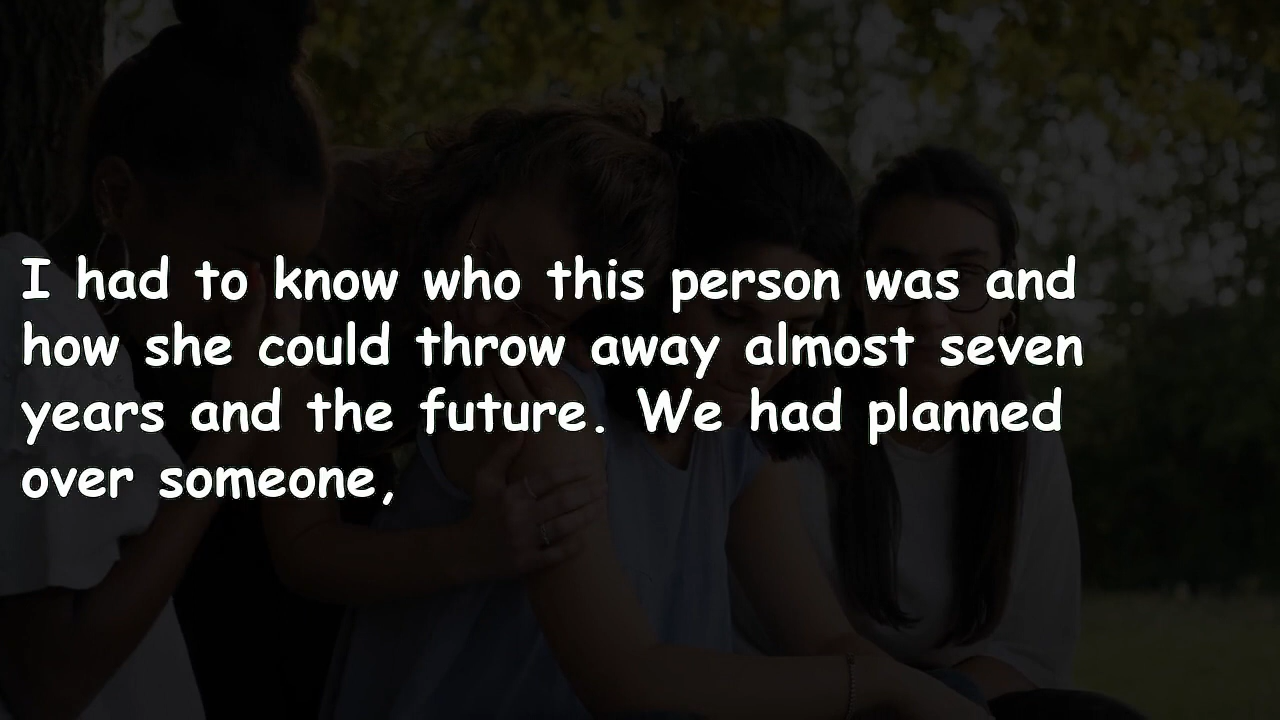 I had to know who this person was and
how she could throw away almost seven
years and the future. We had planned
over someone,